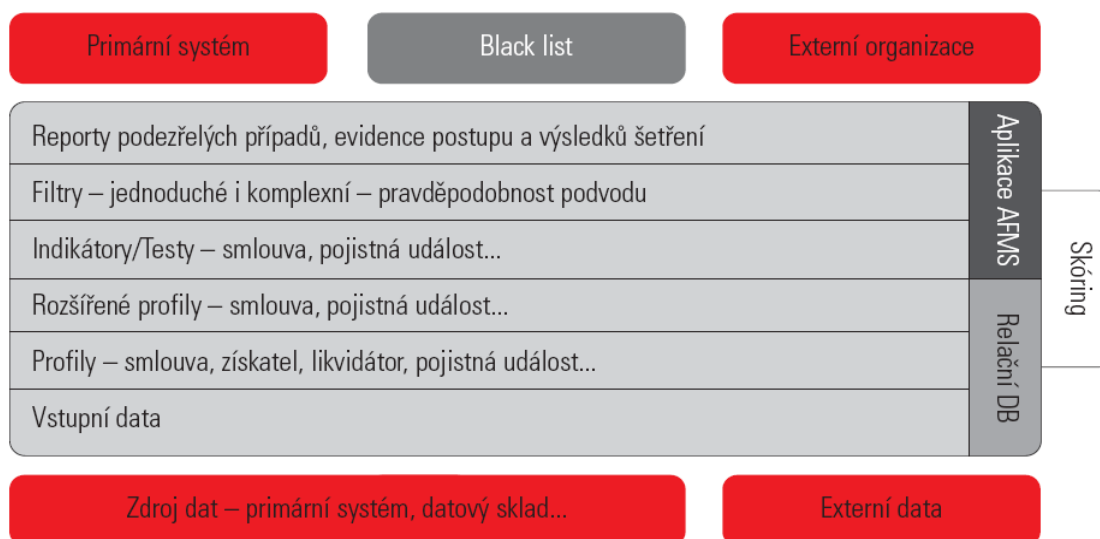 Primární systém
Black list
Externí organizace
Reporty podezřelých případů, evidence postupu a výsledků šetření
Filtry – jednoduché i komplexní – pravděpodobnost podvodu
Indikátory/Testy – smlouva, pojistná událost...
Rozšířené profily – smlouva, pojistná událost...
Profily – smlouva, získatel, likvidátor, pojistná událost...
Vstupní data
Aplikace AFMS
Relační DB
Skóring
Zdroj dat – primární systém, datový sklad...
Externí data